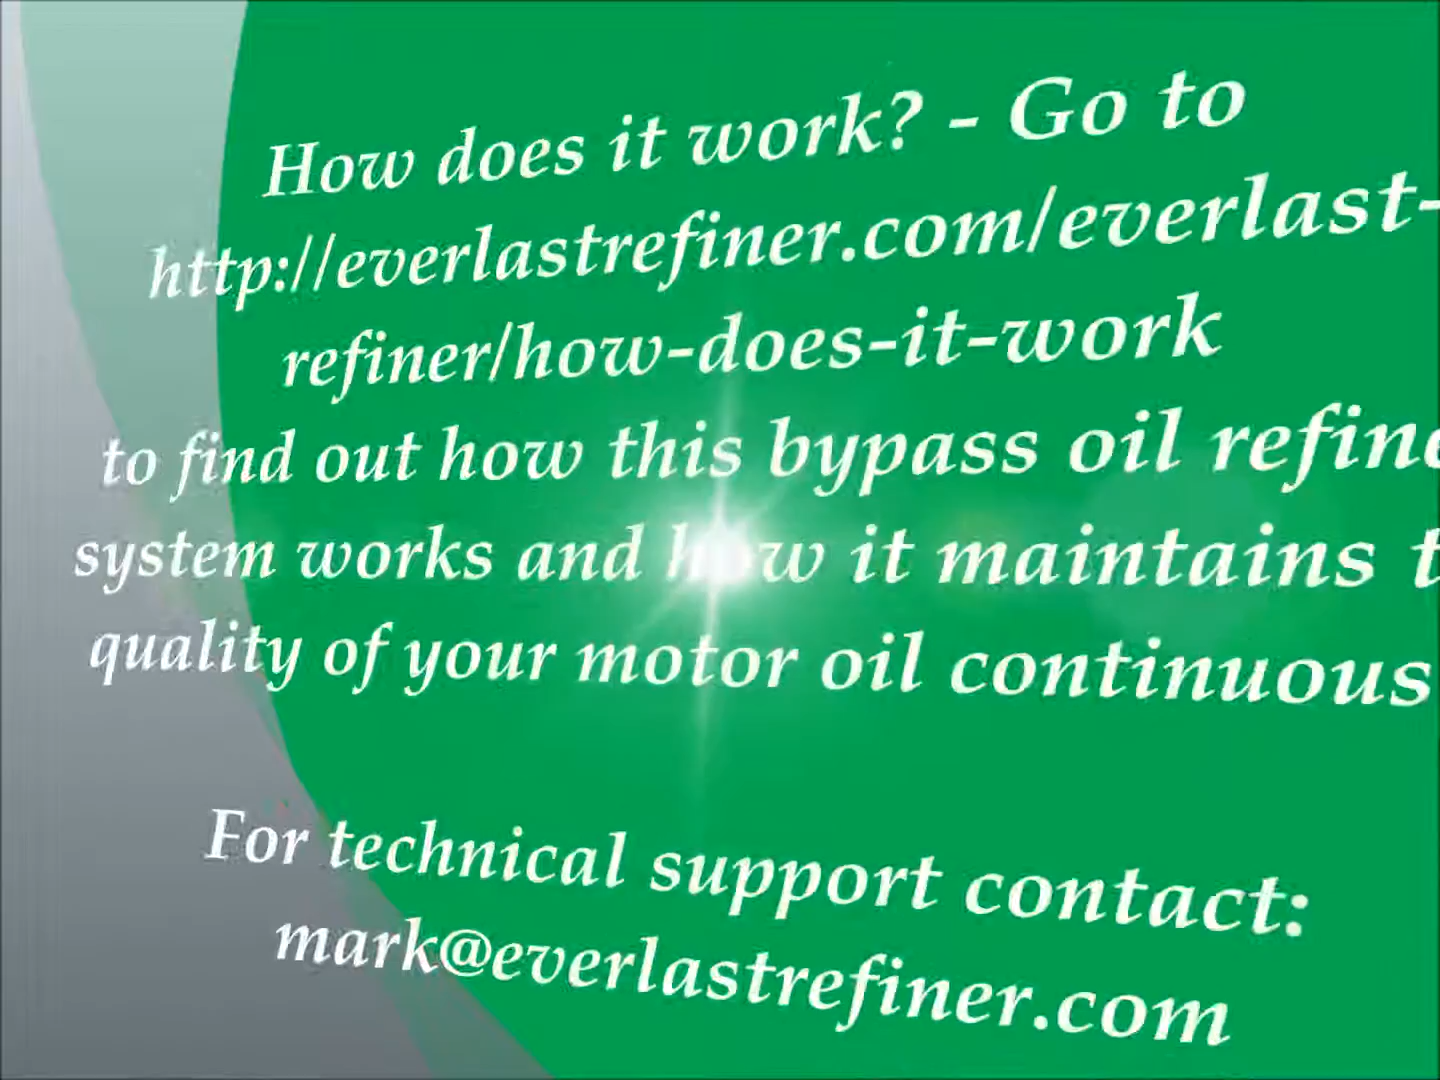 How does it work? - Go to
http://everlastrefiner.com/everlast-
refiner/how-does-it-work
to find out how this bypass oil refine
system works and how it maintains t
quality of your motor oil continuous
For technical support contact:
mark@everlastrefiner.com